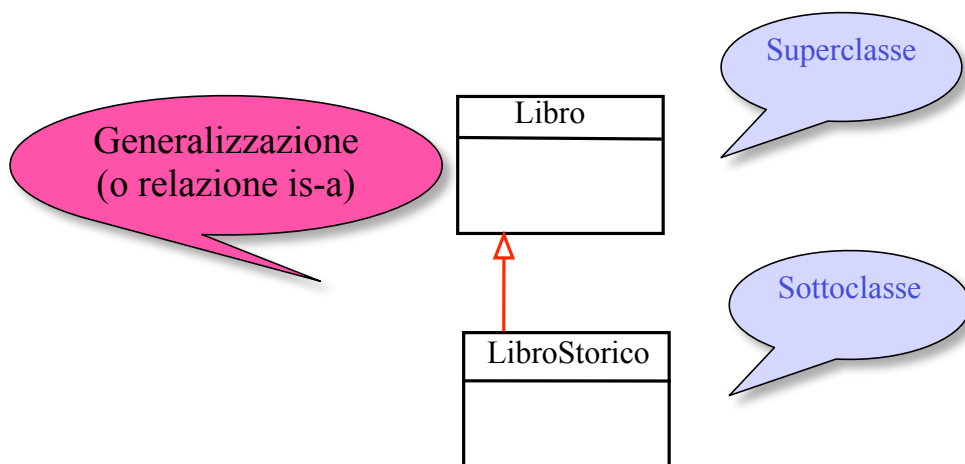 Superclasse
Libro
Generalizzazione
(o relazione is-a)
Sottoclasse
LibroStorico